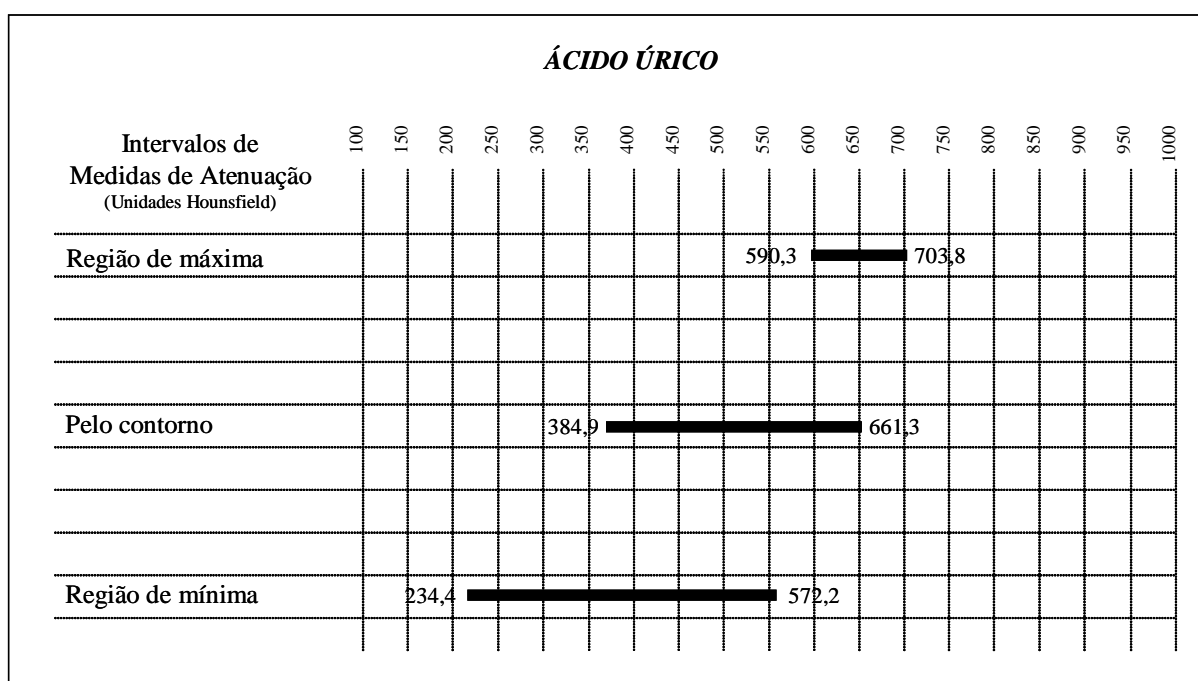 ÁCIDO ÚRICO
Intervalos de
Medidas de Atenuação
(Unidades Hounsfield)
100 150 200 250 300 350 400 450 500 550 600 650 700 750 800 850 900 950 1000
Região de máxima 590,3 703,8
Pelo contorno 384,9 661,3
Região de mínima 234,4 572,2